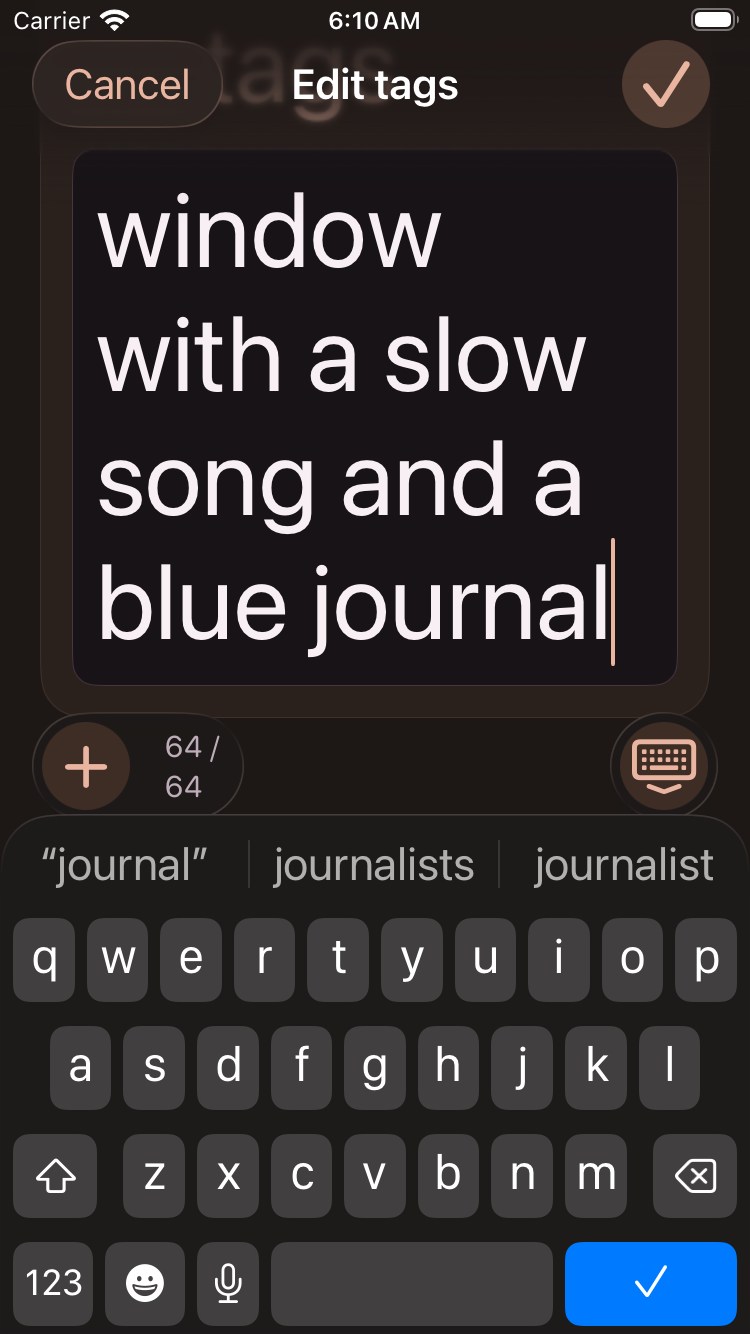 Carrier
6:10 AM
tags
Cancel
Edit tags
window
with a slow
song and a
blue journal
64 /
64
“journal”
journalists
journalist
q w e r t y u i o p
a s d f g h j k l
z x c v b n m
123